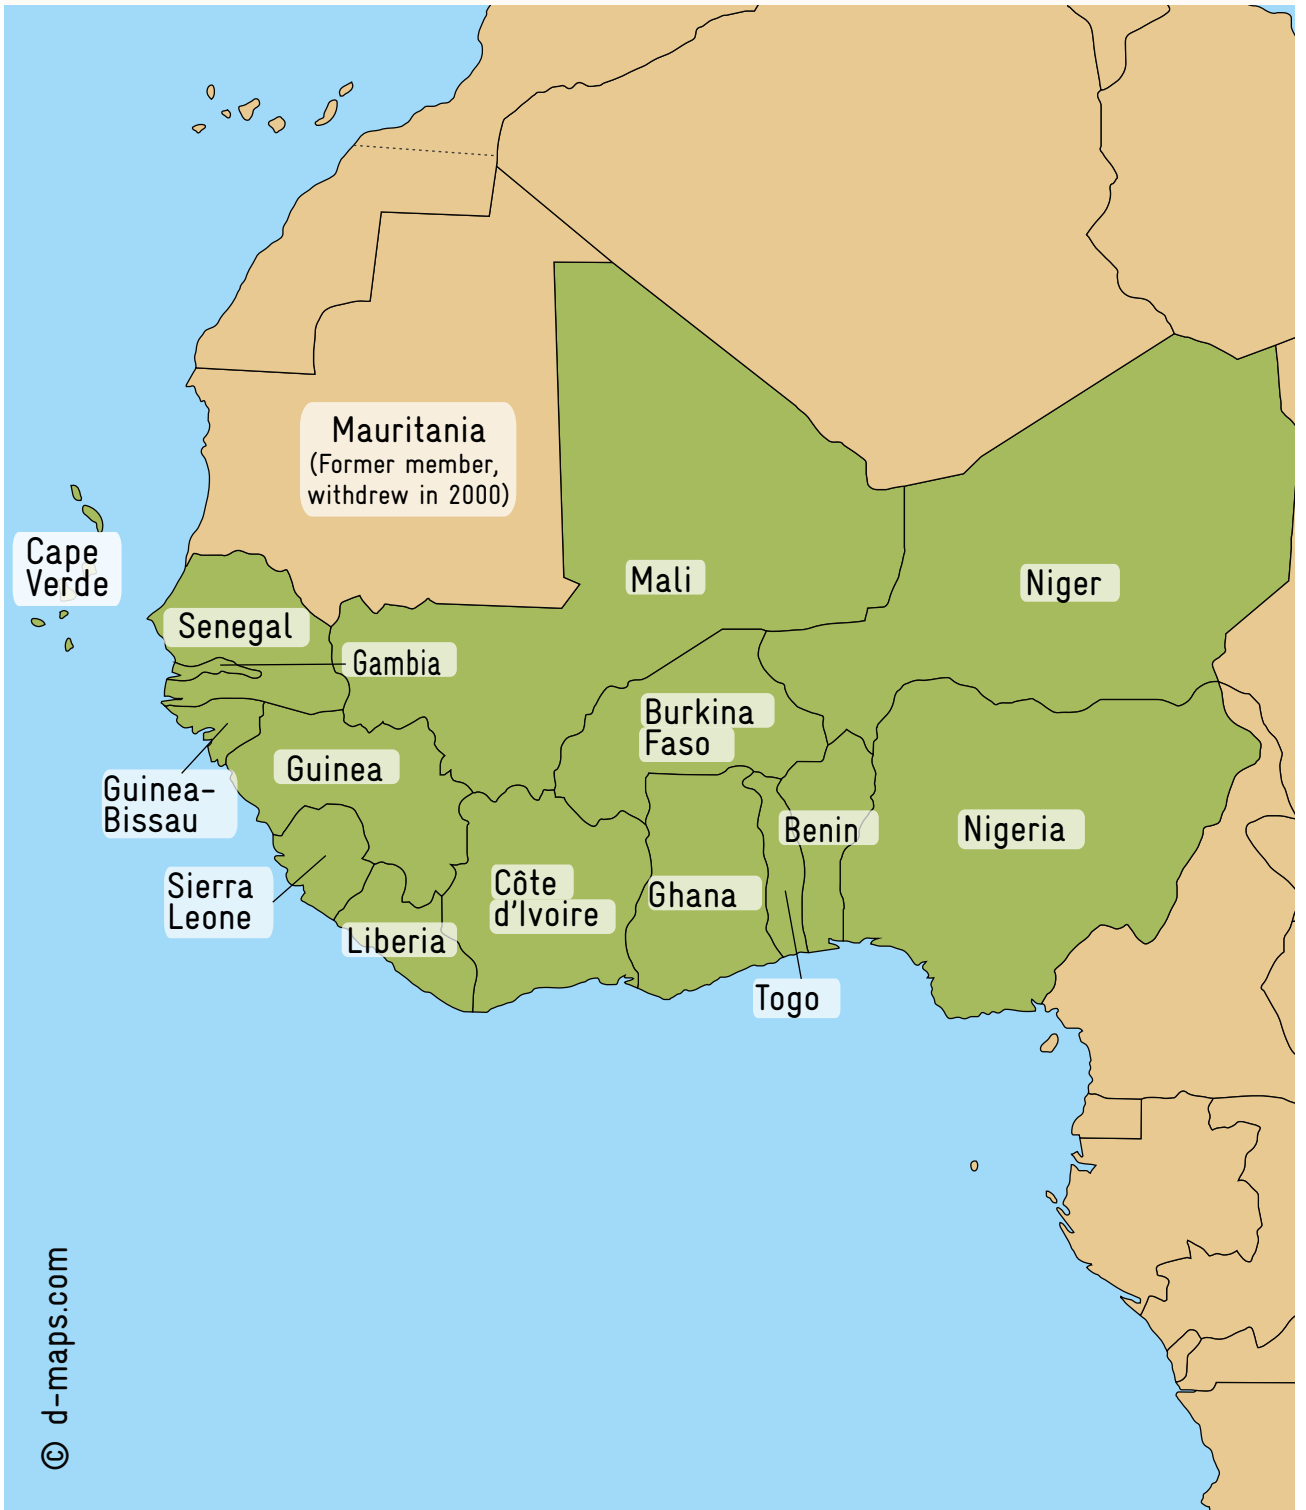 Mauritania
(Former member,
withdrew in 2000)
Cape
Verde
Mali
Niger
Senegal
Gambia
Burkina
Faso
Guinea
Guinea-
Bissau
Benin
Nigeria
Sierra
Leone
Côte
d'Ivoire
Ghana
Liberia
Togo
© d-maps.com